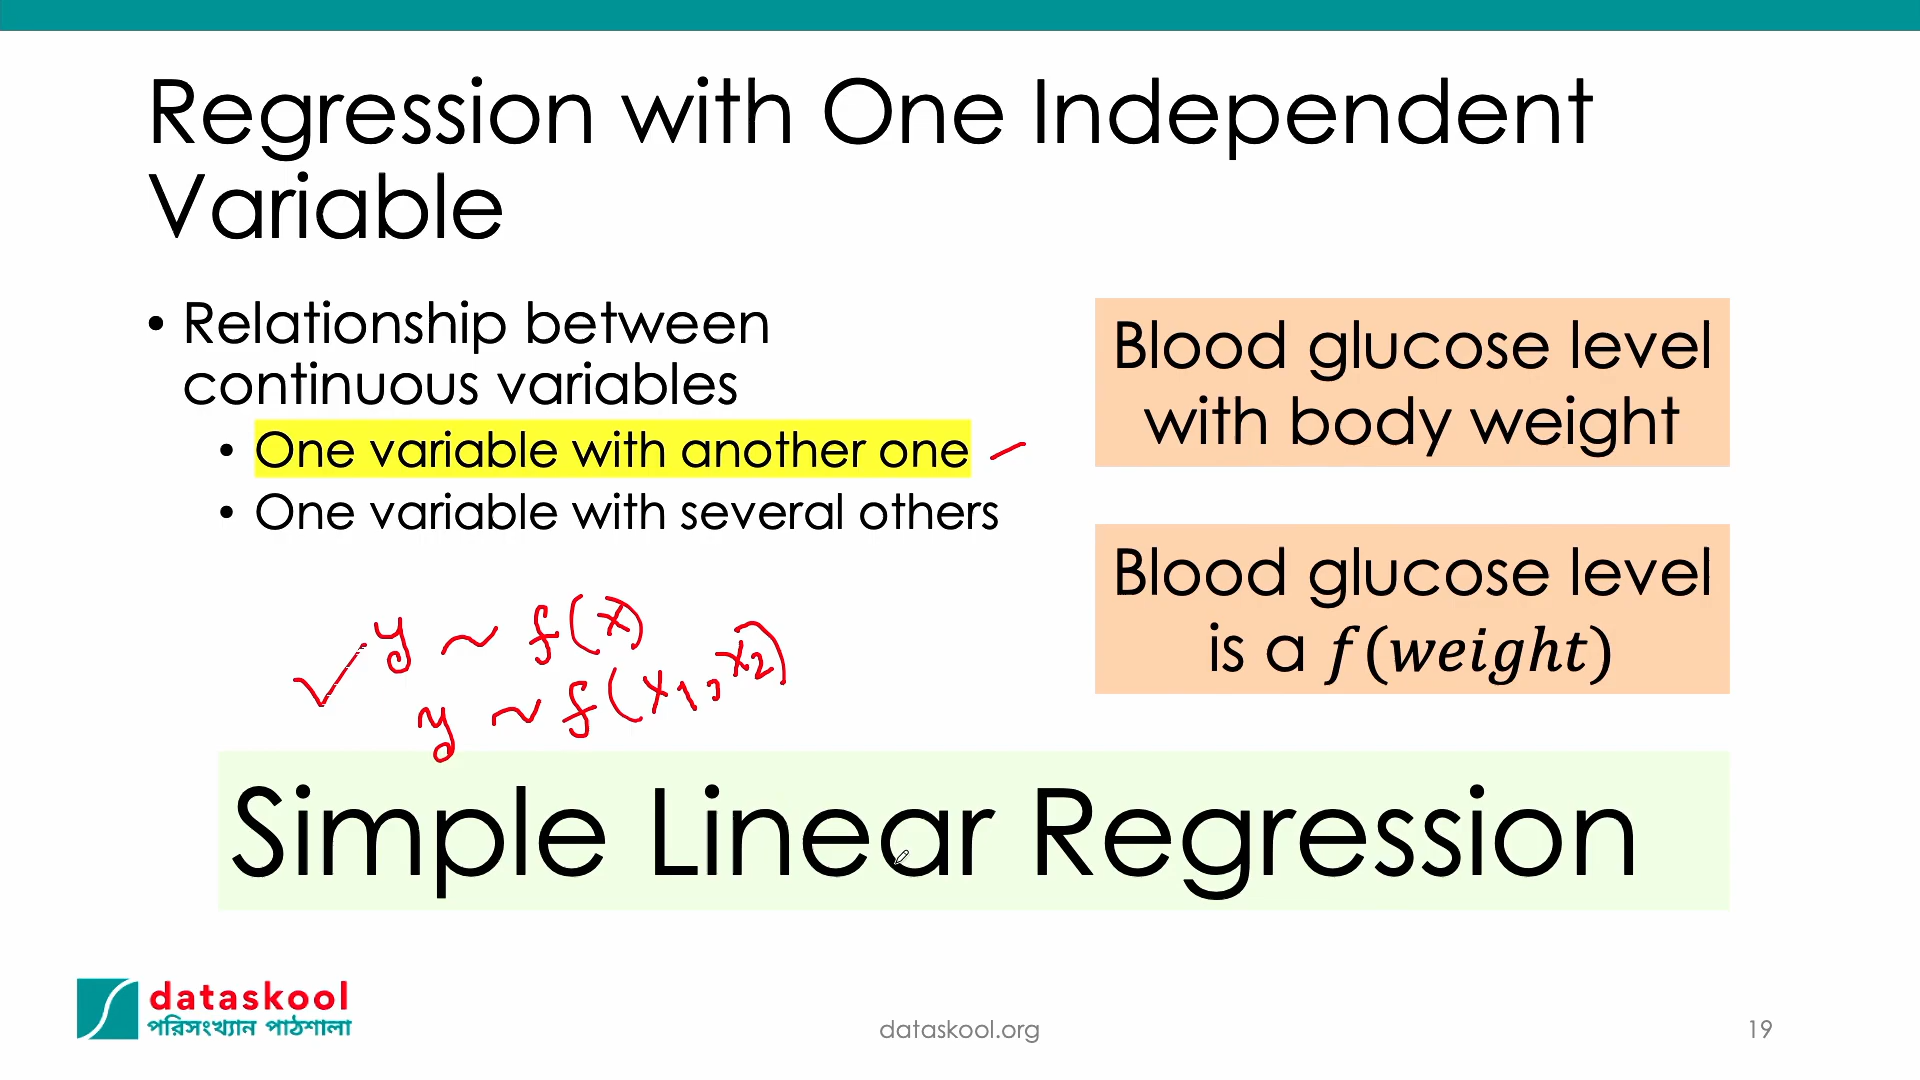 Regression with One Independent
Variable
• Relationship between
continuous variables
• One variable with another one
• One variable with several others
Blood glucose level
with body weight
Blood glucose level
is a f(weight)
y ~ f(x)
y ~ f(x1, x2)
Simple Linear Regression
dataskool
পরিসংখ্যান পাঠশালা
dataskool.org
19